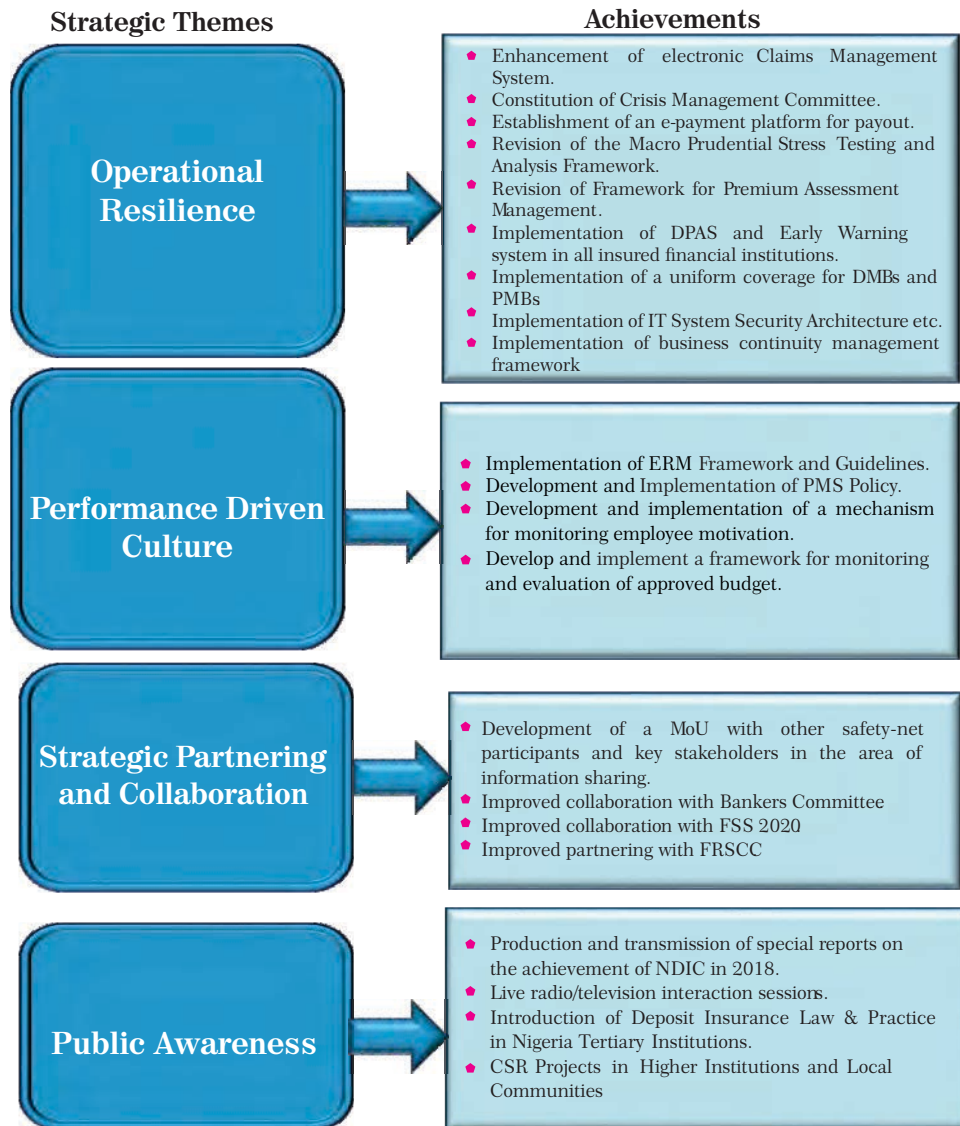 Strategic Themes
Achievements
Operational
Resilience
Enhancement of electronic Claims Management
System.
Constitution of Crisis Management Committee.
Establishment of an e-payment platform for payout.
Revision of the Macro Prudential Stress Testing and
Analysis Framework.
Revision of Framework for Premium Assessment
Management.
Implementation of DPAS and Early Warning
system in all insured financial institutions.
Implementation of a uniform coverage for DMBs and
PMBs
Implementation of IT System Security Architecture etc.
Implementation of business continuity management
framework
Performance Driven
Culture
Implementation of ERM Framework and Guidelines.
Development and Implementation of PMS Policy.
Development and implementation of a mechanism
for monitoring employee motivation.
Develop and implement a framework for monitoring
and evaluation of approved budget.
Strategic Partnering
and Collaboration
Development of a MoU with other safety-net
participants and key stakeholders in the area of
information sharing.
Improved collaboration with Bankers Committee
Improved collaboration with FSS 2020
Improved partnering with FRSCC
Public Awareness
Production and transmission of special reports on
the achievement of NDIC in 2018.
Live radio/television interaction sessions.
Introduction of Deposit Insurance Law & Practice
in Nigeria Tertiary Institutions.
CSR Projects in Higher Institutions and Local
Communities